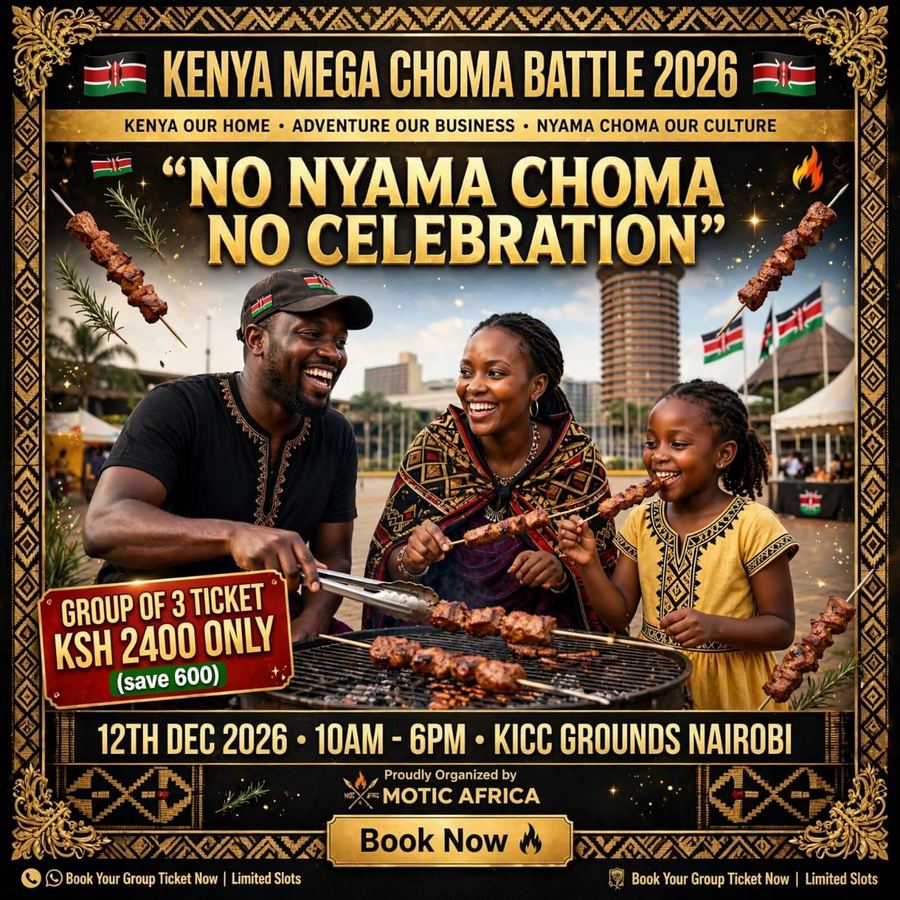 KENYA MEGA CHOMA BATTLE 2026
KENYA OUR HOME • ADVENTURE OUR BUSINESS • NYAMA CHOMA OUR CULTURE
“NO NYAMA CHOMA
NO CELEBRATION”
GROUP OF 3 TICKET
KSH 2400 ONLY
(save 600)
12TH DEC 2026 • 10AM - 6PM • KICC GROUNDS NAIROBI
Proudly Organized by
MOTIC AFRICA
Book Now
Book Your Group Ticket Now | Limited Slots
Book Your Group Ticket Now | Limited Slots